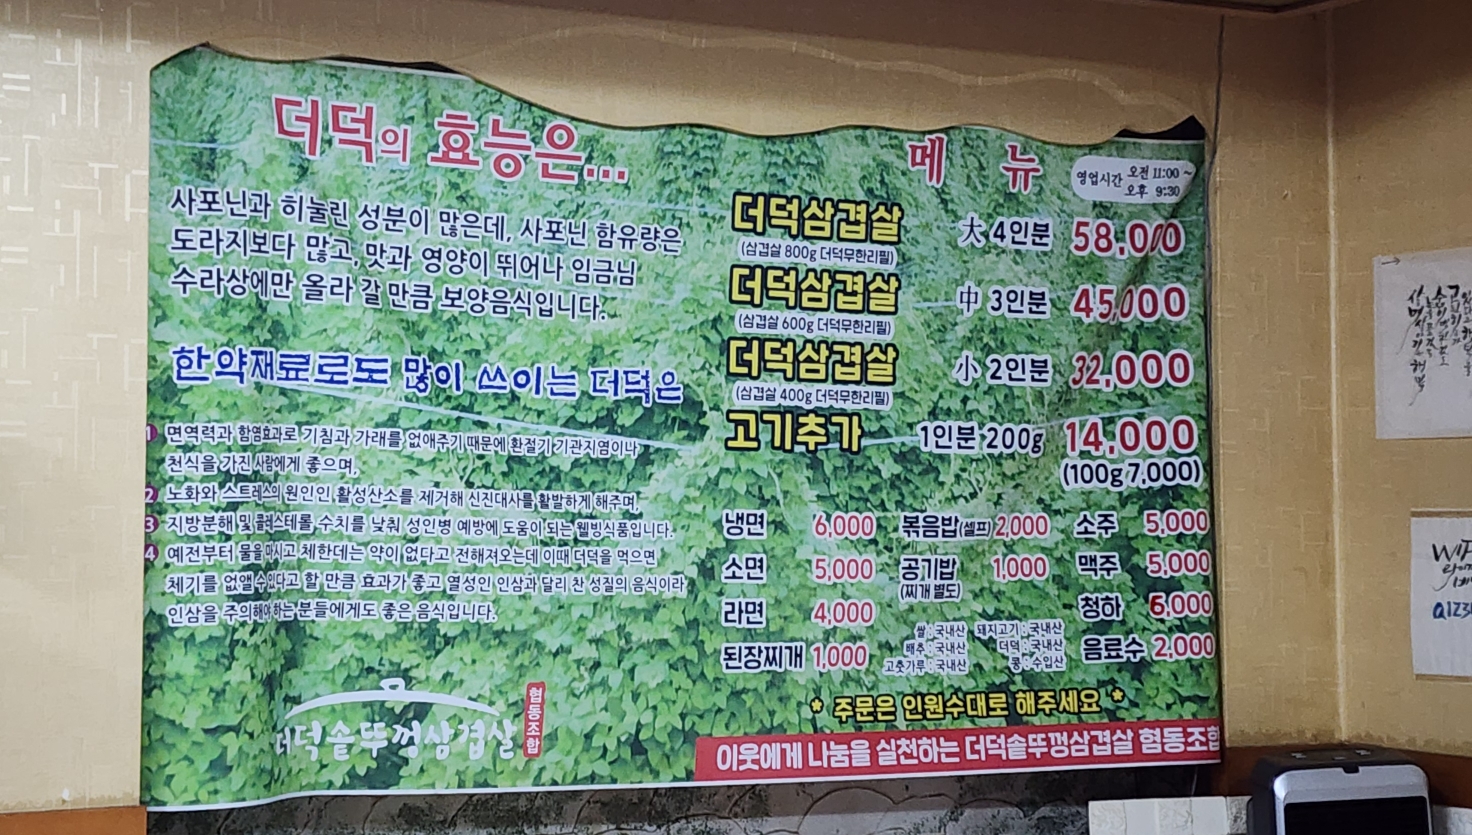 더덕의 효능은...
사포닌과 히눌린 성분이 많은데, 사포닌 함유량은
도라지보다 많고, 맛과 영양이 뛰어나 임금님
수라상에만 올라 갈 만큼 보양음식입니다.
한약재료로도 많이 쓰이는 더덕은
1 면역력과 함염효과로 기침과 가래를 없애주기 때문에 환절기 기관지염이나
천식을 가진 사람에게 좋으며,
2 노화와 스트레스의 원인인 활성산소를 제거해 신진대사를 활발하게 해주며,
3 지방분해 및 콜레스테롤 수치를 낮춰 성인병 예방에 도움이 되는 웰빙식품입니다.
4 예전부터 물을 마시고 체한데는 약이 없다고 전해져오는데 이때 더덕을 먹으면
체기를 없앨 수 있다고 할 만큼 효과가 좋고 열성인 인삼과 달리 찬 성질의 음식이라
인삼을 주의해야 하는 분들에게도 좋은 음식입니다.
더덕솥뚜껑삼겹살 협동조합
메 뉴
영업시간 오전 11:00 ~
오후 9:30
더덕삼겹살 大 4인분 58,000
(삼겹살 800g 더덕무한리필)
더덕삼겹살 中 3인분 45,000
(삼겹살 600g 더덕무한리필)
더덕삼겹살 小 2인분 32,000
(삼겹살 400g 더덕무한리필)
고기추가 1인분 200g 14,000
(100g 7,000)
냉면 6,000 볶음밥(셀프) 2,000 소주 5,000
소면 5,000 공기밥 1,000 맥주 5,000
(찌개 별도)
라면 4,000 청하 6,000
된장찌개 1,000 음료수 2,000
쌀 : 국내산 돼지고기 : 국내산
배추 : 국내산 더덕 : 국내산
고춧가루 : 국내산 콩 : 수입산
* 주문은 인원수대로 해주세요 *
이웃에게 나눔을 실천하는 더덕솥뚜껑삼겹살 협동조합